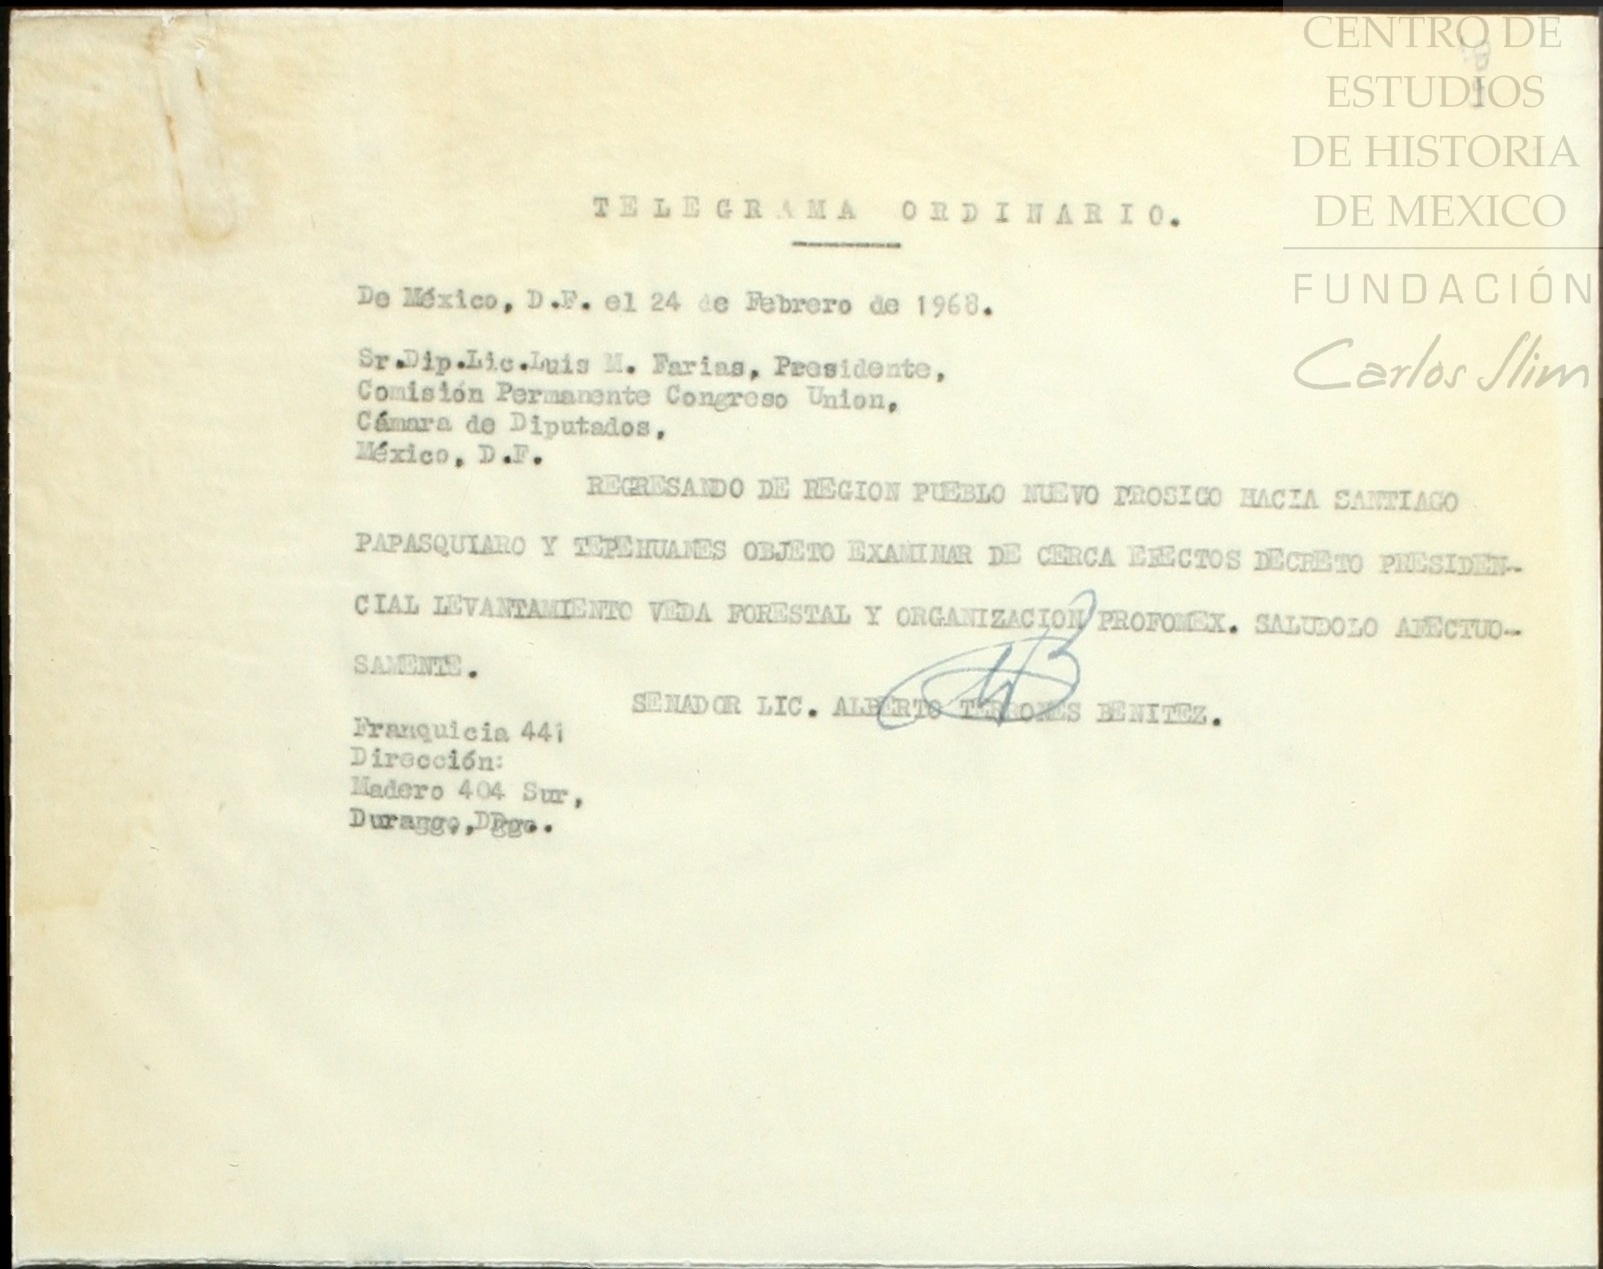 CENTRO DE
ESTUDIOS
DE HISTORIA
DE MEXICO
FUNDACIÓN
Carlos Slim
TELEGRAMA ORDINARIO.
De México, D.F. el 24 de Febrero de 1968.
Sr.Dip.Lic.Luis M. Farias, Presidente,
Comisión Permanente Congreso Union,
Cámara de Diputados,
México, D.F.
REGRESANDO DE REGION PUEBLO NUEVO PROSIGO HACIA SANTIAGO
PAPASQUIARO Y TEPEHUANES OBJETO EXAMINAR DE CERCA EFECTOS DECRETO PRESIDEN-
CIAL LEVANTAMIENTO VEDA FORESTAL Y ORGANIZACION PROFOMEX. SALUDOLO AFECTUO-
SAMENTE.
SENADOR LIC. ALBERTO TERRONES BENITEZ.
Franquicia 441
Dirección:
Madero 404 Sur,
Durango,